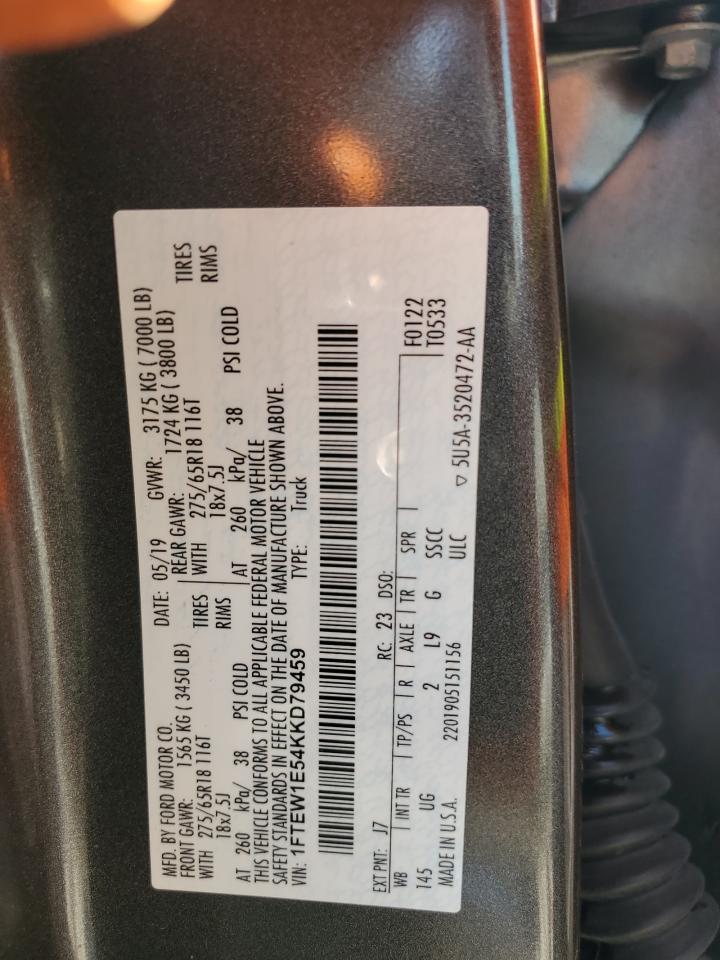 MFD. BY FORD MOTOR CO.
DATE: 05/19 GVWR: 3175 KG ( 7000 LB)
FRONT GAWR: 1565 KG ( 3450 LB) REAR GAWR: 1724 KG ( 3800 LB)
WITH 275/65R18 116T TIRES WITH 275/65R18 116T TIRES
18x7.5J RIMS 18x7.5J RIMS
AT 260 kPa/ 38 PSI COLD AT 260 kPa/ 38 PSI COLD
THIS VEHICLE CONFORMS TO ALL APPLICABLE FEDERAL MOTOR VEHICLE
SAFETY STANDARDS IN EFFECT ON THE DATE OF MANUFACTURE SHOWN ABOVE.
VIN: 1FTEW1E54KKD79459 TYPE: Truck
EXT PNT: J7 RC: 23 DSO: F0122
WB INT TR TP/PS R AXLE TR SPR T0533
145 UG 2 L9 G SSCC
MADE IN U.S.A. 2201905151156 ULC ▽ 5U5A-3520472-AA